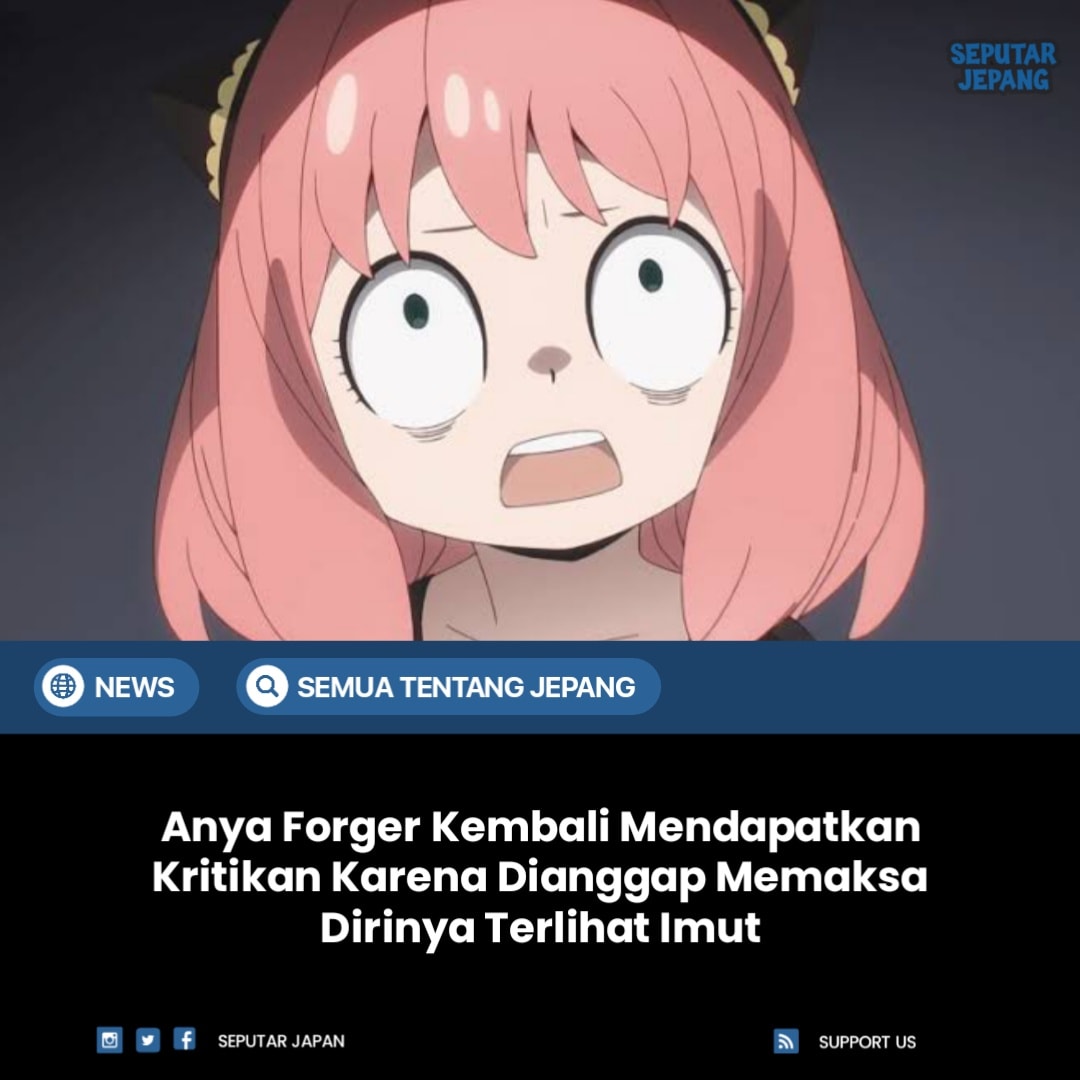 SEPUTAR
JEPANG
NEWS
SEMUA TENTANG JEPANG
Anya Forger Kembali Mendapatkan
Kritikan Karena Dianggap Memaksa
Dirinya Terlihat Imut
SEPUTAR JAPAN
SUPPORT US